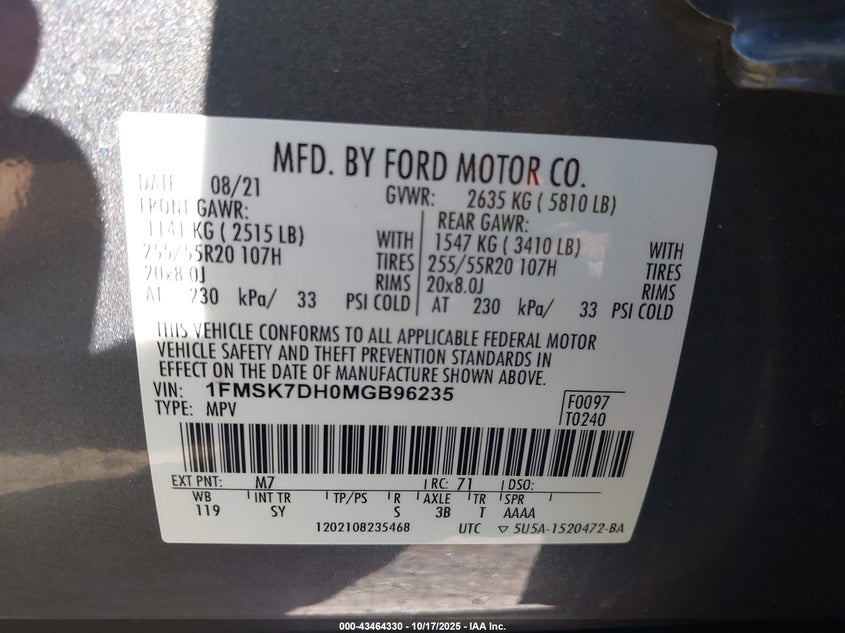 MFD. BY FORD MOTOR CO.
DATE 08/21 GVWR: 2635 KG ( 5810 LB)
FRONT GAWR: REAR GAWR:
1141 KG ( 2515 LB) WITH 1547 KG ( 3410 LB) WITH
255/55R20 107H TIRES 255/55R20 107H TIRES
20x8.0J RIMS 20x8.0J RIMS
AT 230 kPa/ 33 PSI COLD AT 230 kPa/ 33 PSI COLD
THIS VEHICLE CONFORMS TO ALL APPLICABLE FEDERAL MOTOR
VEHICLE SAFETY AND THEFT PREVENTION STANDARDS IN
EFFECT ON THE DATE OF MANUFACTURE SHOWN ABOVE.
VIN: 1FMSK7DH0MGB96235 F0097
TYPE: MPV T0240
EXT PNT: M7 RC: 71 DSO:
WB INT TR TP/PS R AXLE TR SPR
119 SY S 3B T AAAA
1202108235468 UTC ▽ 5U5A-1520472-BA
000-43464330 - 10/17/2025 - IAA Inc.